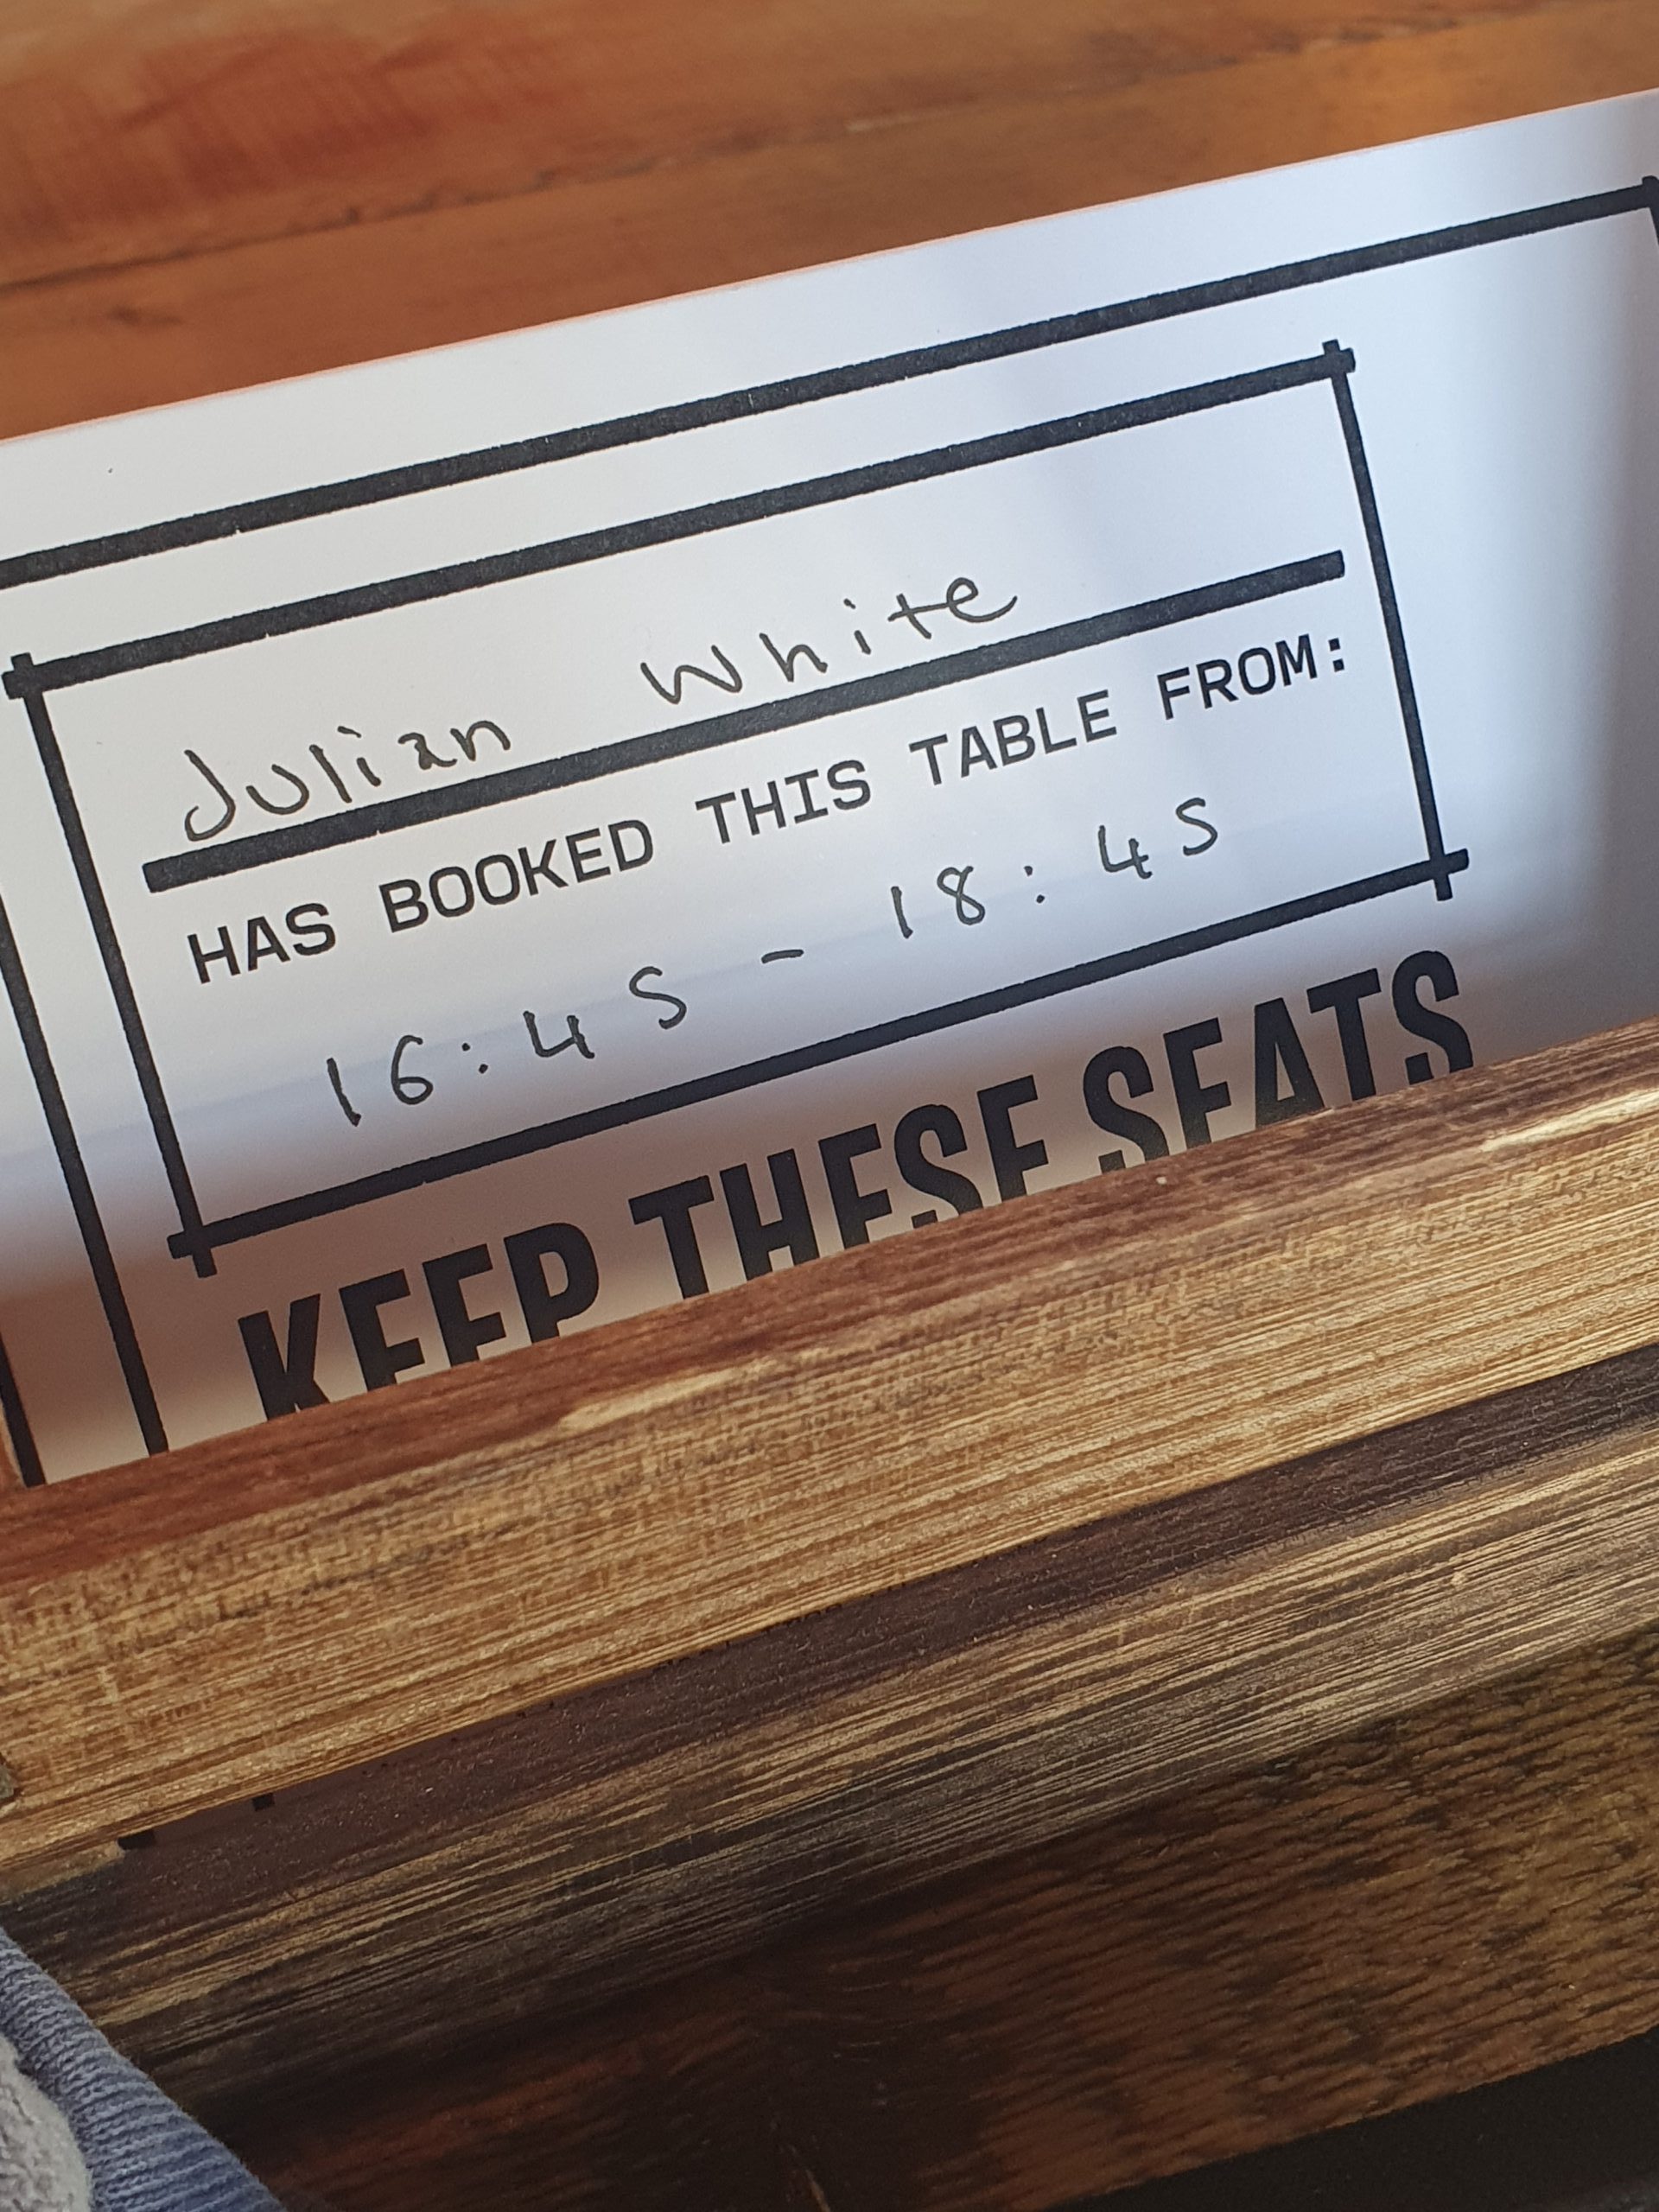 Julian White
HAS BOOKED THIS TABLE FROM:
16:45 - 18:45
KEEP THESE SEATS